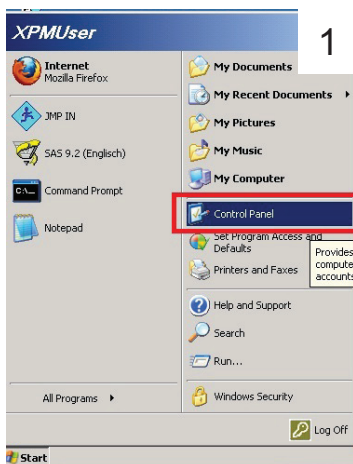 XPMUser
1
Internet
Mozilla Firefox
JMP IN
SAS 9.2 (Englisch)
C:\_
Command Prompt
Notepad
All Programs
My Documents
My Recent Documents
My Pictures
My Music
My Computer
Control Panel
Set Program Access and
Defaults
Provides
compute
accounts
Printers and Faxes
Help and Support
Search
Run...
Windows Security
Log Off
Start